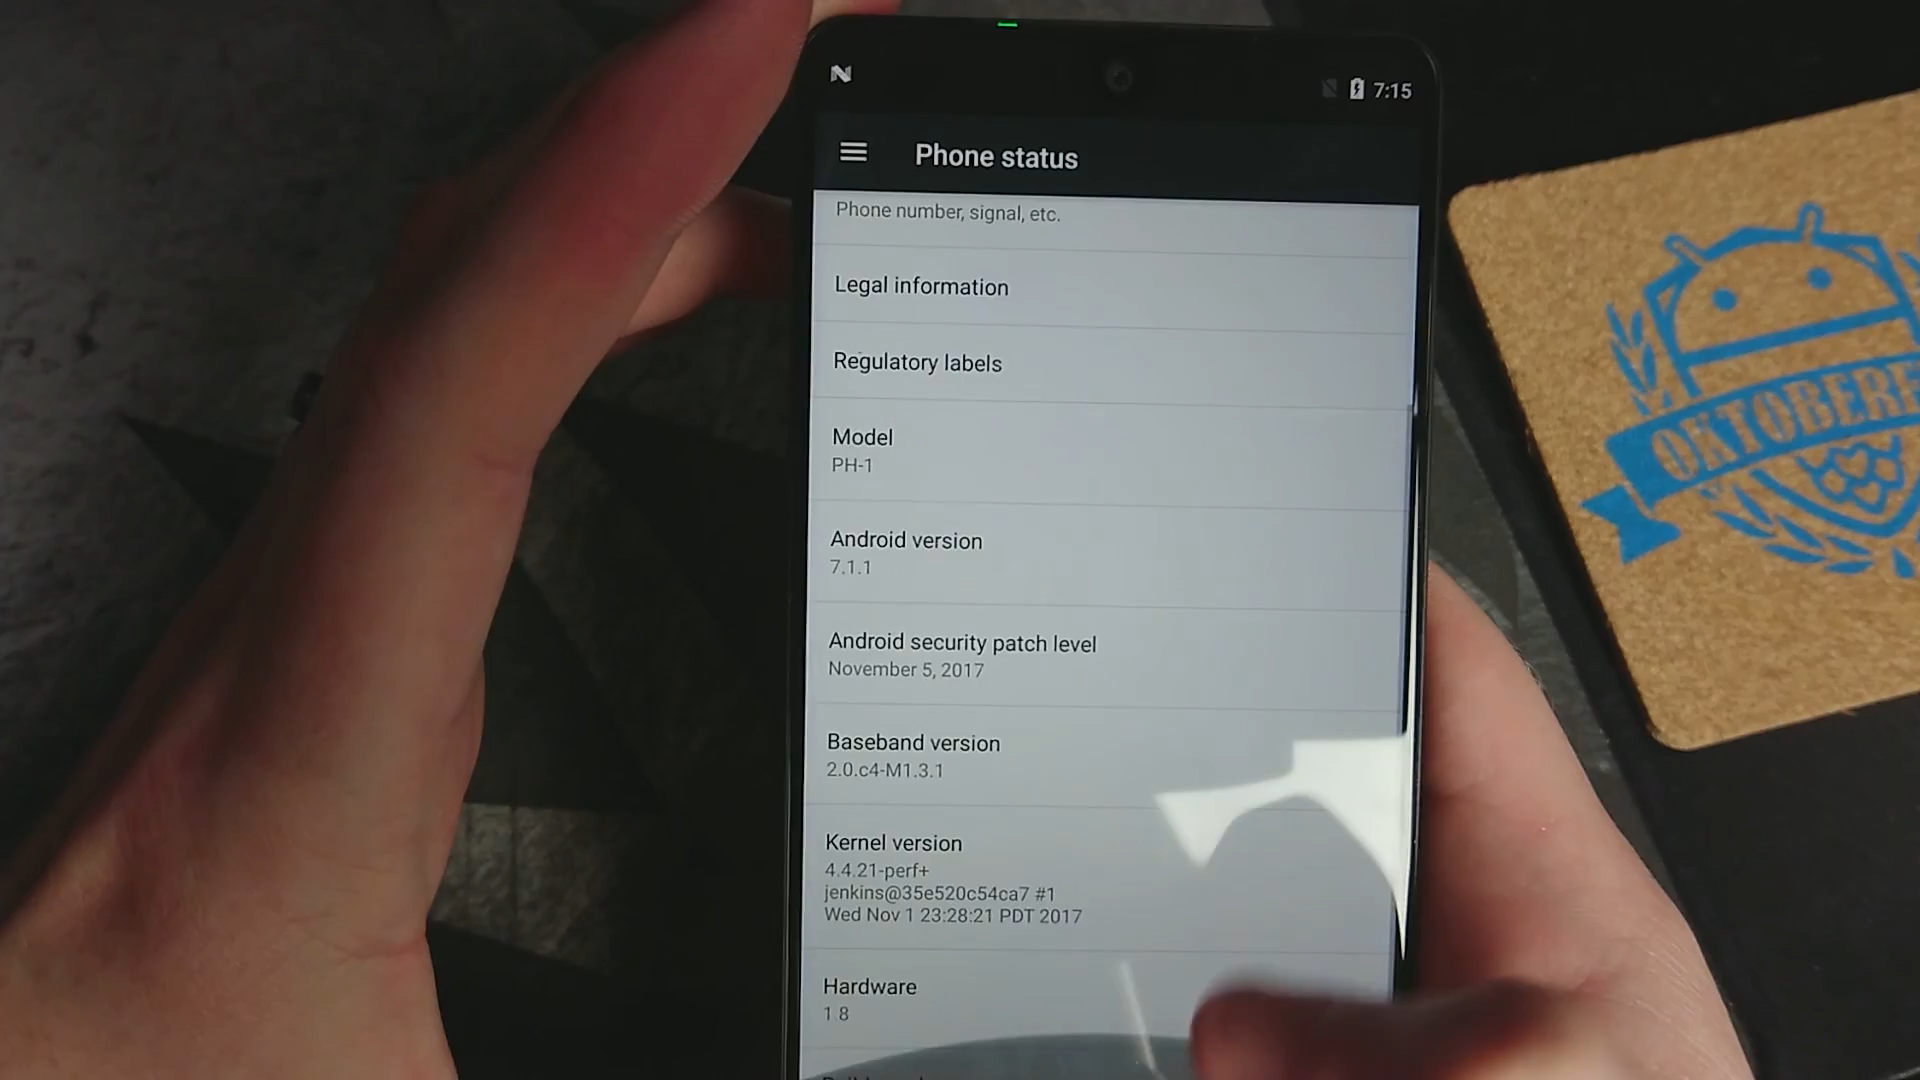 7:15
Phone status
Phone number, signal, etc.
Legal information
Regulatory labels
Model
PH-1
Android version
7.1.1
Android security patch level
November 5, 2017
Baseband version
2.0.c4-M1.3.1
Kernel version
4.4.21-perf+
jenkins@35e520c54ca7 #1
Wed Nov 1 23:28:21 PDT 2017
Hardware
1.8